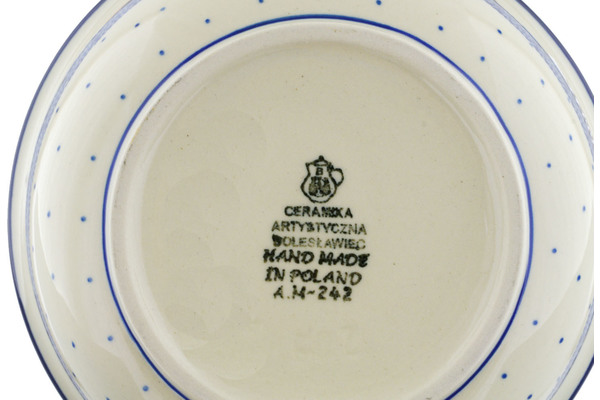 B
CERAMIKA
ARTYSTYCZNA
BOLESŁAWIEC
HAND MADE
IN POLAND
A.M-242